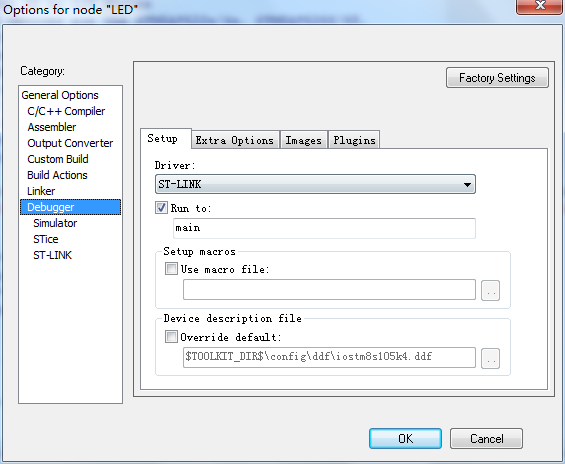 Options for node "LED"
Category:
General Options
C/C++ Compiler
Assembler
Output Converter
Custom Build
Build Actions
Linker
Debugger
Simulator
STice
ST-LINK
Factory Settings
Setup
Extra Options
Images
Plugins
Driver:
ST-LINK
Run to:
main
Setup macros
Use macro file:
..
Device description file
Override default:
$TOOLKIT_DIR$\config\ddf\iostm8s105k4.ddf
..
OK
Cancel